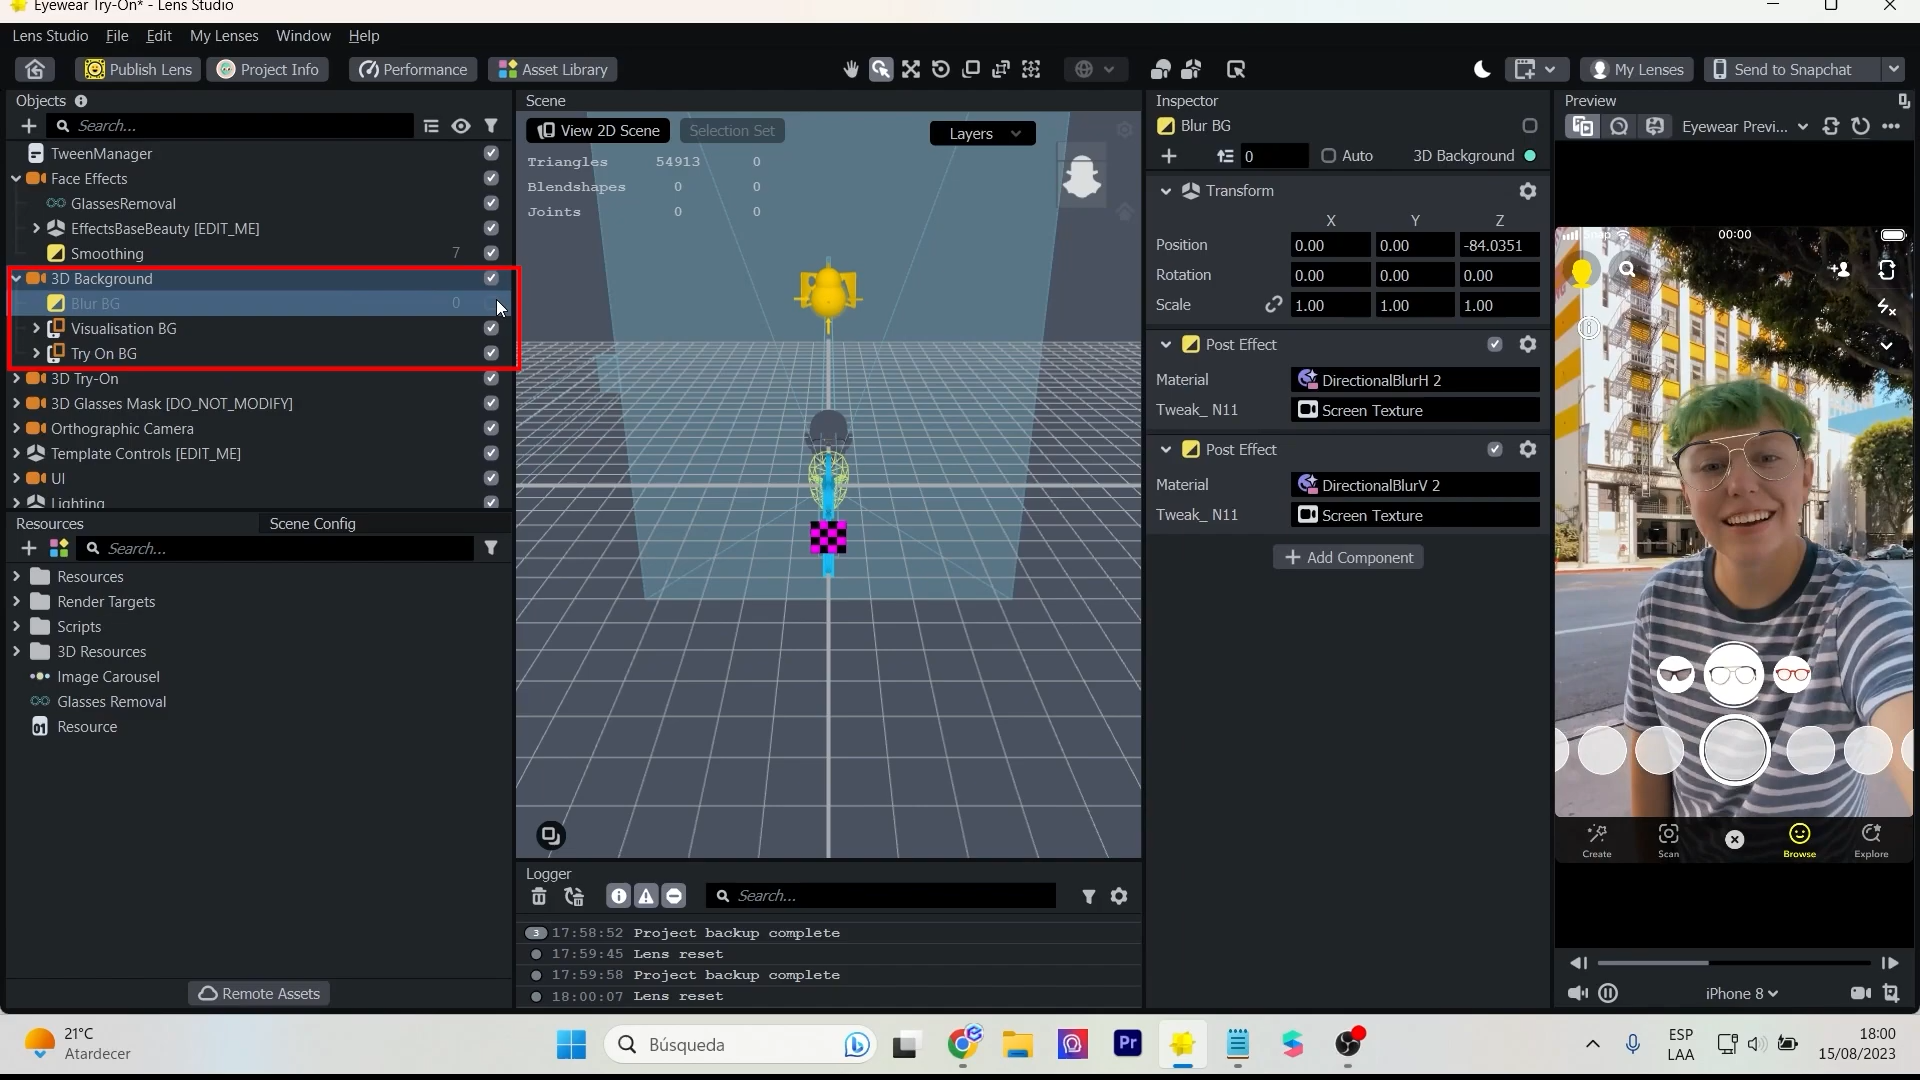 Eyewear Try-On* - Lens Studio
Lens Studio File Edit My Lenses Window Help
Publish Lens Project Info Performance Asset Library My Lenses Send to Snapchat
Objects
Search...
TweenManager
Face Effects
GlassesRemoval
EffectsBaseBeauty [EDIT_ME]
Smoothing 7
3D Background
Blur BG 0
Visualisation BG
Try On BG
3D Try-On
3D Glasses Mask [DO_NOT_MODIFY]
Orthographic Camera
Template Controls [EDIT_ME]
UI
Lighting
Resources Scene Config
Search...
Resources
Render Targets
Scripts
3D Resources
Image Carousel
Glasses Removal
Resource
Remote Assets
Scene
View 2D Scene Selection Set Layers
Triangles 54913 0
Blendshapes 0 0
Joints 0 0
Logger
Search...
3 17:58:52 Project backup complete
17:59:45 Lens reset
17:59:58 Project backup complete
18:00:07 Lens reset
Inspector
Blur BG
0 Auto 3D Background
Transform
X Y Z
Position 0.00 0.00 -84.0351
Rotation 0.00 0.00 0.00
Scale 1.00 1.00 1.00
Post Effect
Material DirectionalBlurH 2
Tweak_N11 Screen Texture
Post Effect
Material DirectionalBlurV 2
Tweak_N11 Screen Texture
Add Component
Preview
Eyewear Previ...
Snap 00:00
Create Scan Browse Explore
iPhone 8
21°C
Atardecer
Búsqueda
Pr
ESP
LAA
18:00
15/08/2023